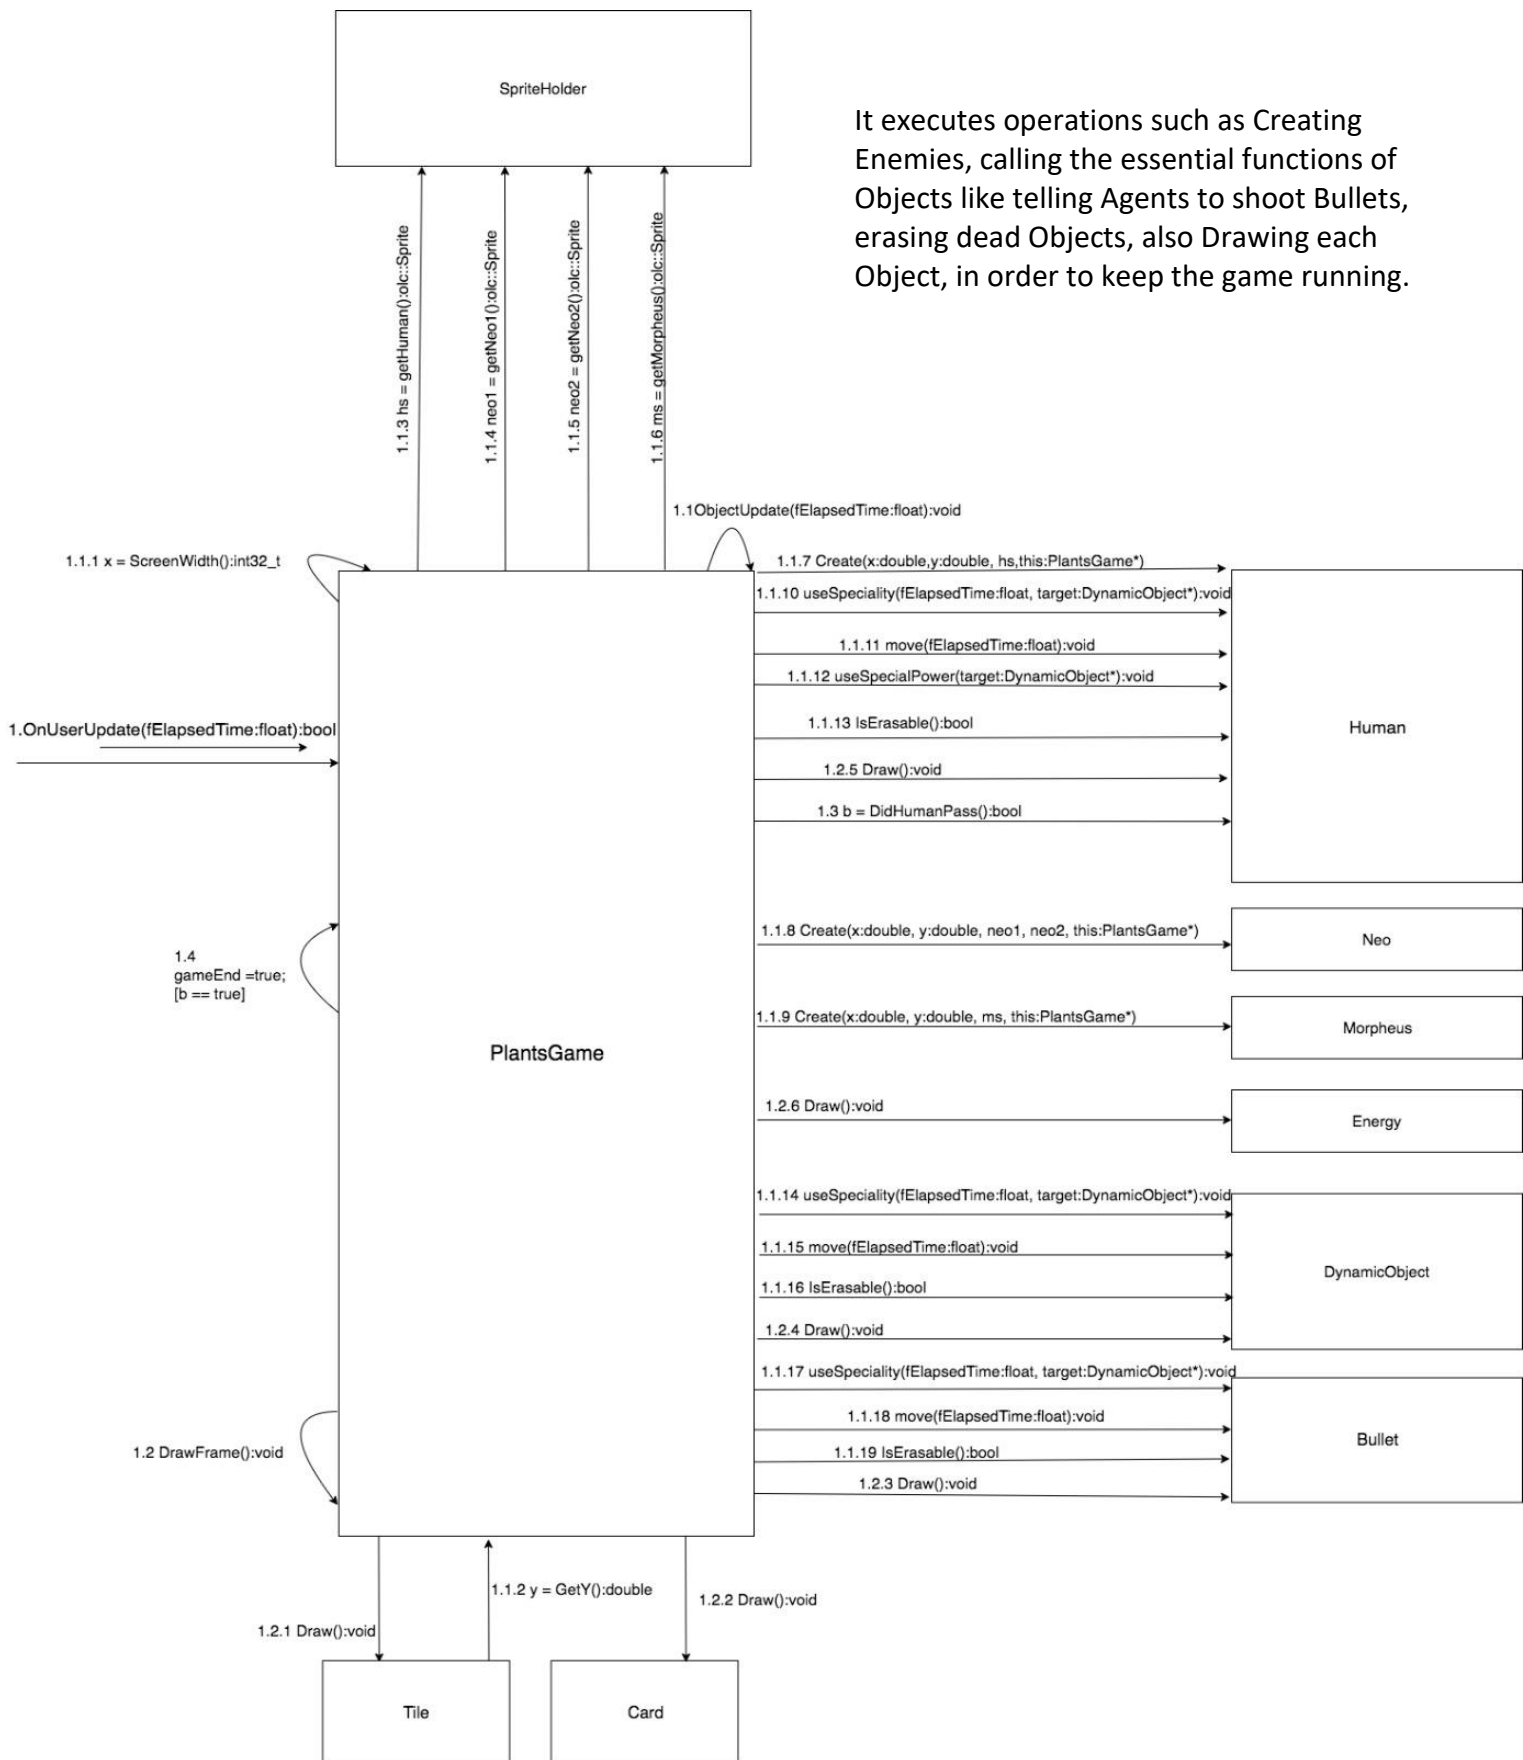 SpriteHolder
It executes operations such as Creating
Enemies, calling the essential functions of
Objects like telling Agents to shoot Bullets,
erasing dead Objects, also Drawing each
Object, in order to keep the game running.
1.1.3 hs = getHuman():olc::Sprite
1.1.4 neo1 = getNeo1():olc::Sprite
1.1.5 neo2 = getNeo2():olc::Sprite
1.1.6 ms = getMorpheus():olc::Sprite
1.1ObjectUpdate(fElapsedTime:float):void
1.1.1 x = ScreenWidth():int32_t
1.1.7 Create(x:double,y:double, hs,this:PlantsGame*)
1.1.10 useSpeciality(fElapsedTime:float, target:DynamicObject*):void
1.1.11 move(fElapsedTime:float):void
1.1.12 useSpecialPower(target:DynamicObject*):void
1.1.13 IsErasable():bool
Human
1.OnUserUpdate(fElapsedTime:float):bool
1.2.5 Draw():void
1.3 b = DidHumanPass():bool
1.1.8 Create(x:double, y:double, neo1, neo2, this:PlantsGame*)
Neo
1.4
gameEnd =true;
[b == true]
1.1.9 Create(x:double, y:double, ms, this:PlantsGame*)
Morpheus
PlantsGame
1.2.6 Draw():void
Energy
1.1.14 useSpeciality(fElapsedTime:float, target:DynamicObject*):void
1.1.15 move(fElapsedTime:float):void
DynamicObject
1.1.16 IsErasable():bool
1.2.4 Draw():void
1.1.17 useSpeciality(fElapsedTime:float, target:DynamicObject*):void
1.1.18 move(fElapsedTime:float):void
Bullet
1.2 DrawFrame():void
1.1.19 IsErasable():bool
1.2.3 Draw():void
1.1.2 y = GetY():double
1.2.2 Draw():void
1.2.1 Draw():void
Tile
Card